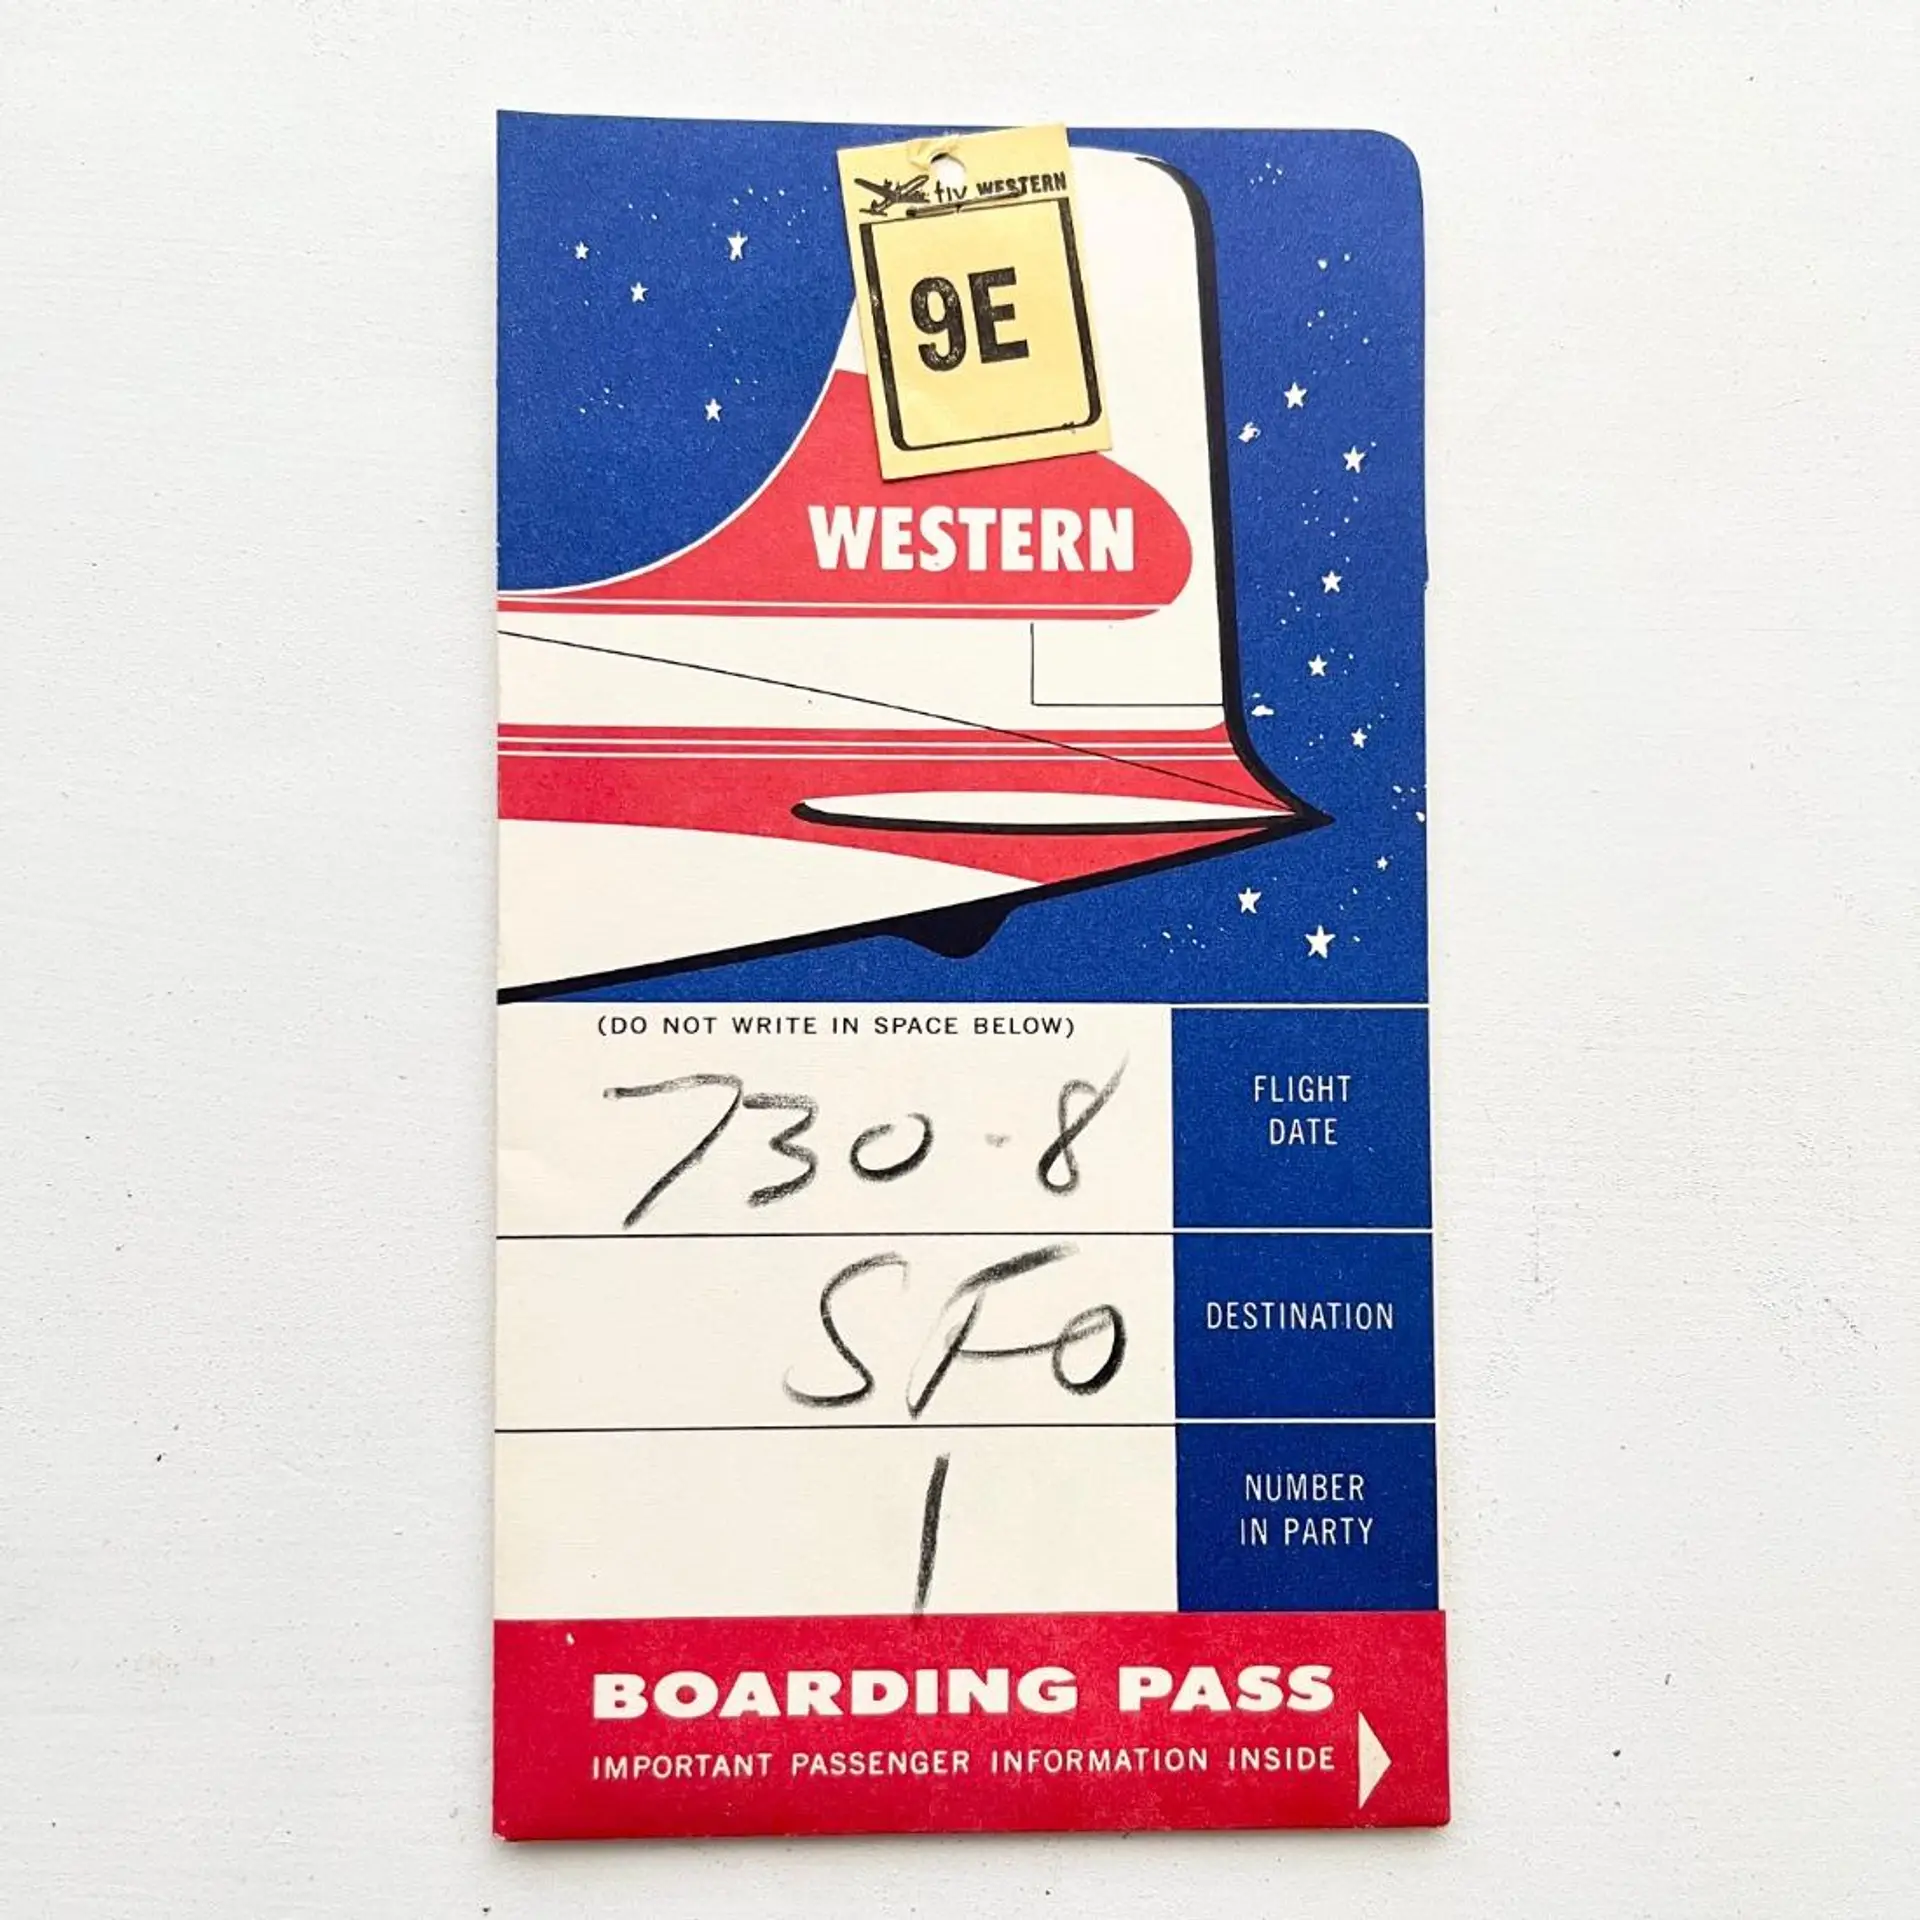 fly WESTERN
9E
WESTERN
(DO NOT WRITE IN SPACE BELOW)
730-8
FLIGHT
DATE
SFO
DESTINATION
1
NUMBER
IN PARTY
BOARDING PASS
IMPORTANT PASSENGER INFORMATION INSIDE